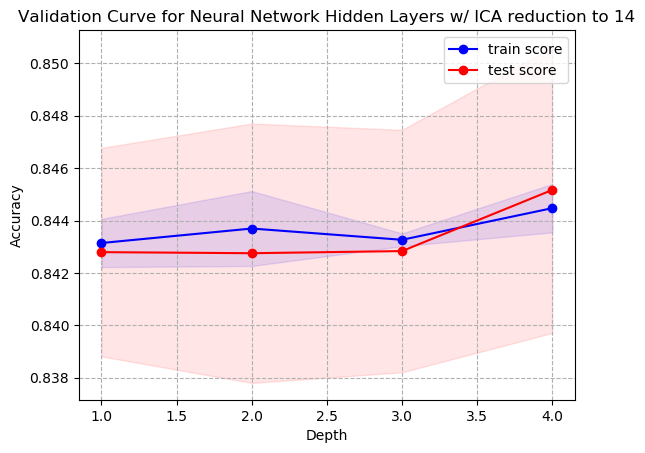 Validation Curve for Neural Network Hidden Layers w/ ICA reduction to 14
train score
test score
0.850
0.848
0.846
0.844
0.842
0.840
0.838
Accuracy
1.0 1.5 2.0 2.5 3.0 3.5 4.0
Depth